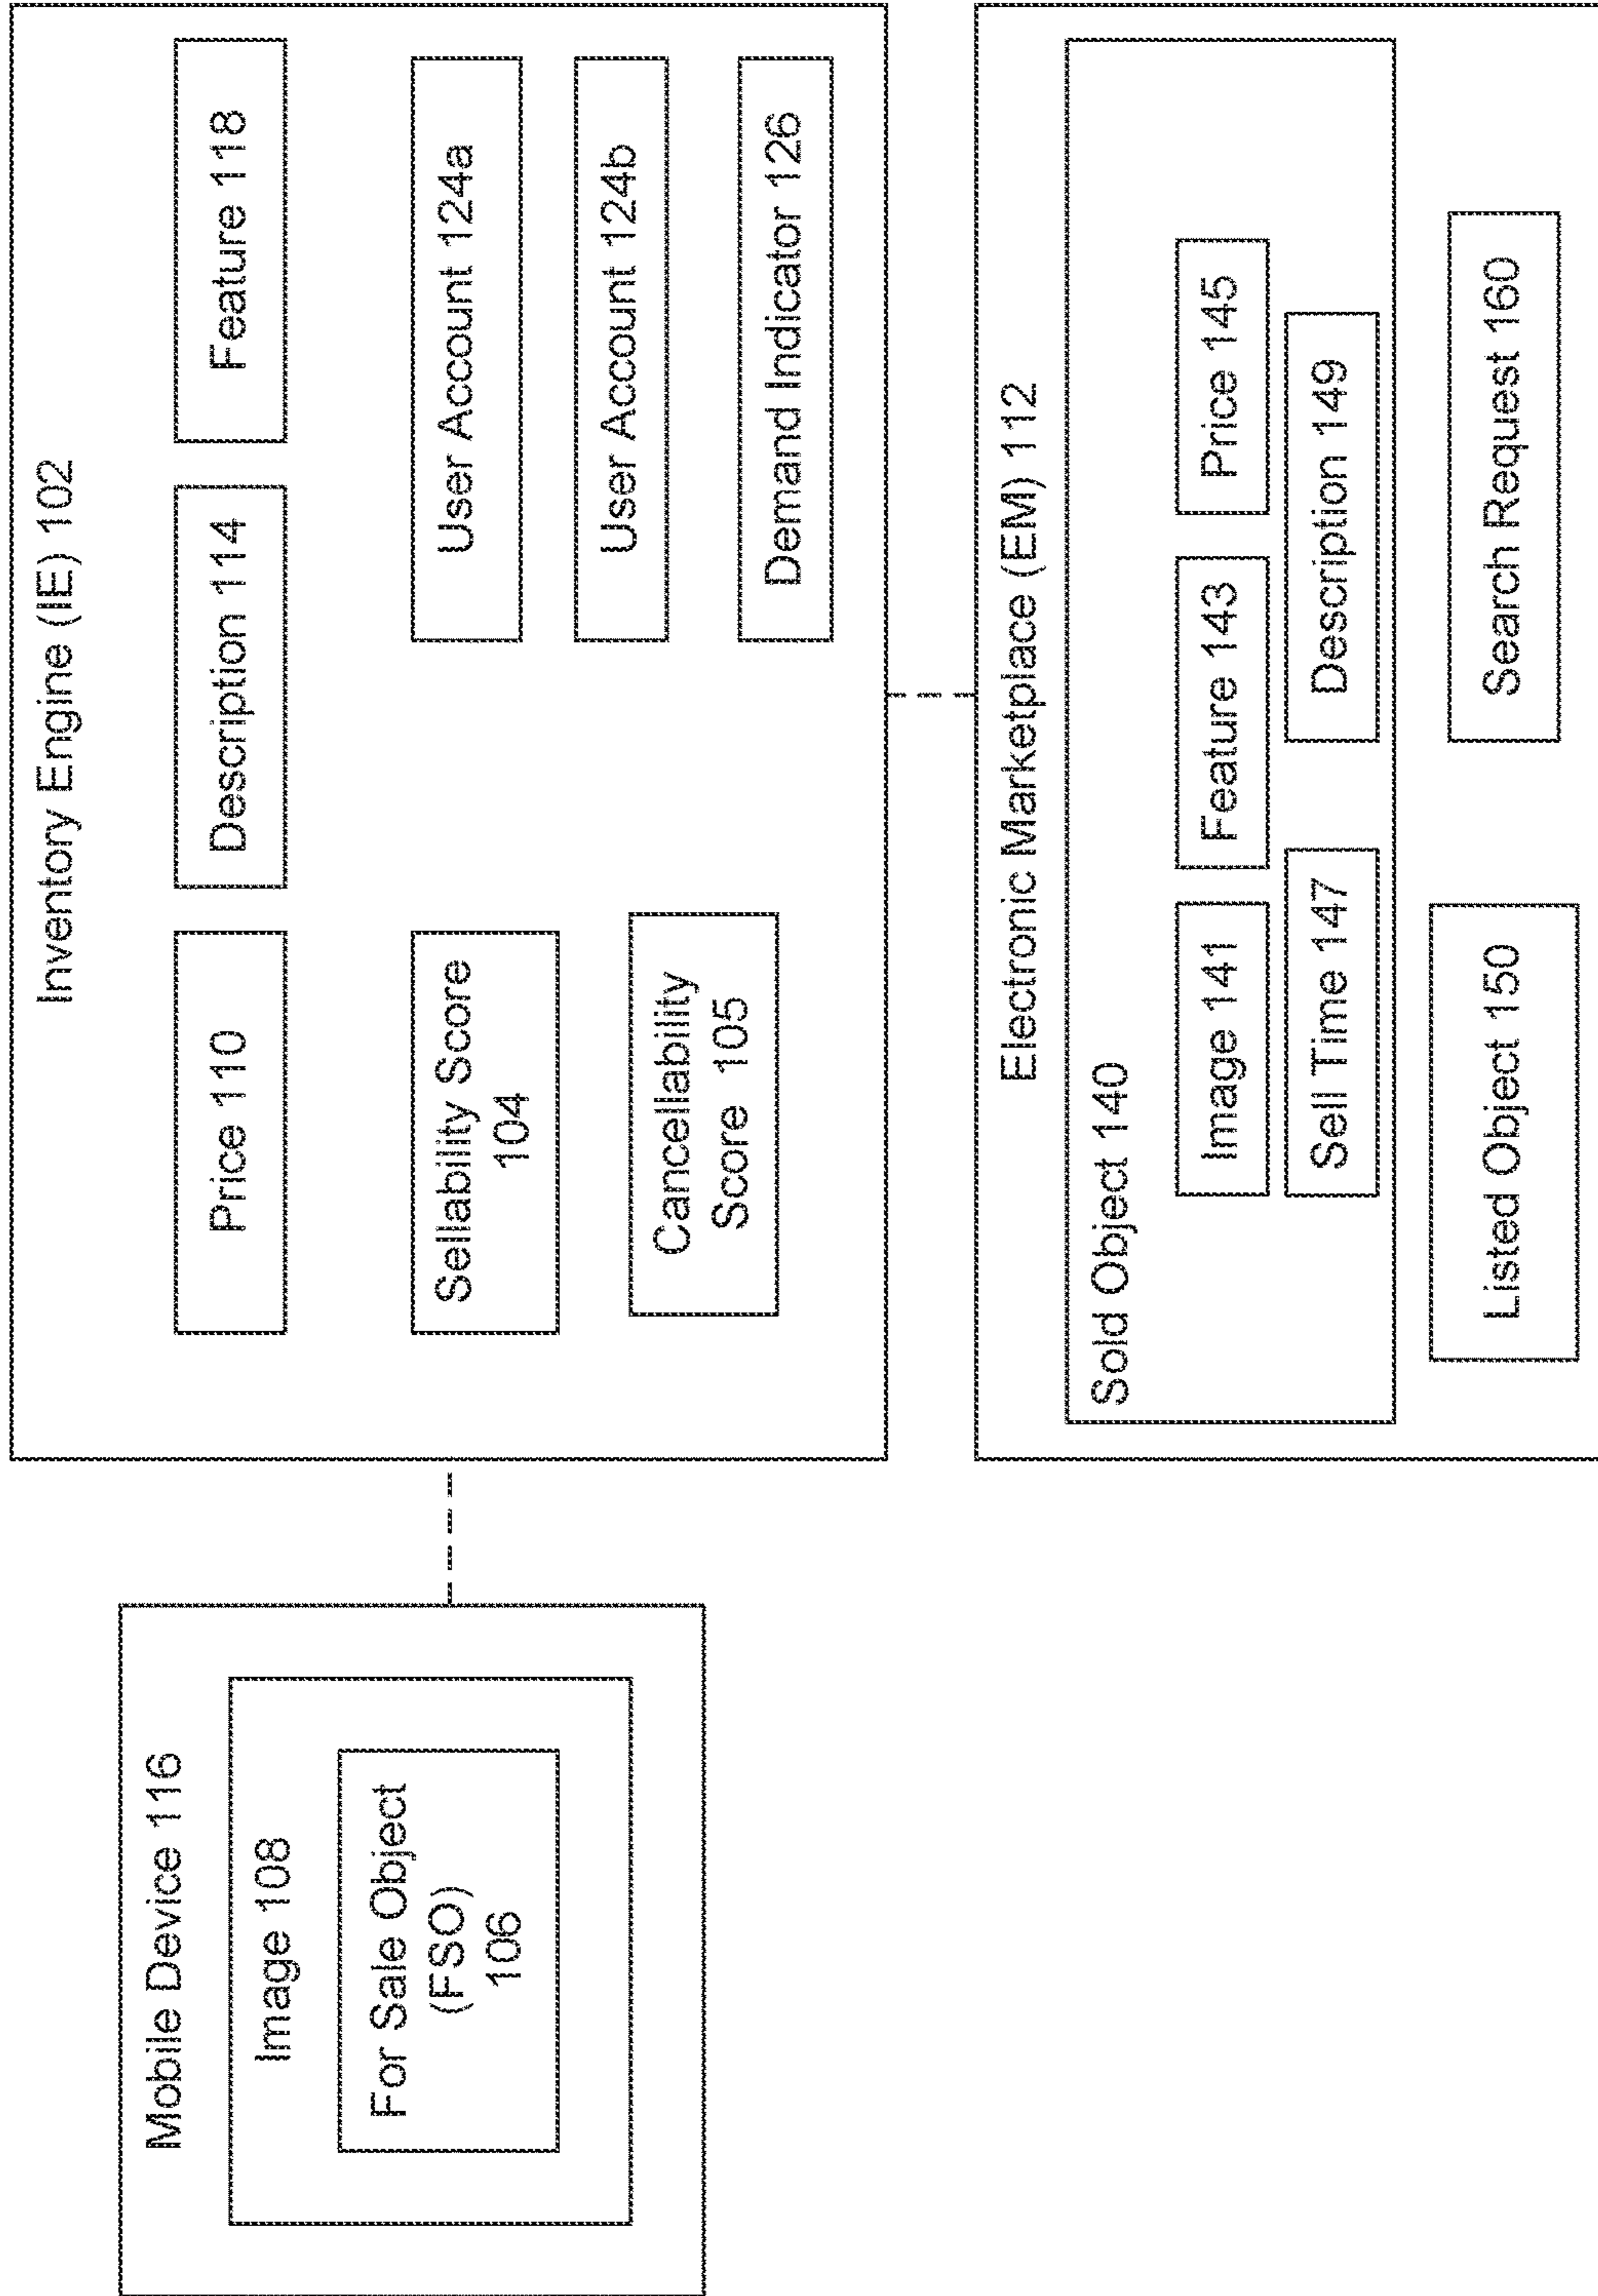 Mobile Device 116
Image 108
For Sale Object
(FSO)
106
Inventory Engine (IE) 102
Price 110
Description 114
Feature 118
Sellability Score
104
User Account 124a
Cancellability
Score 105
User Account 124b
Demand Indicator 126
Electronic Marketplace (EM) 112
Sold Object 140
Image 141
Feature 143
Price 145
Sell Time 147
Description 149
Listed Object 150
Search Request 160